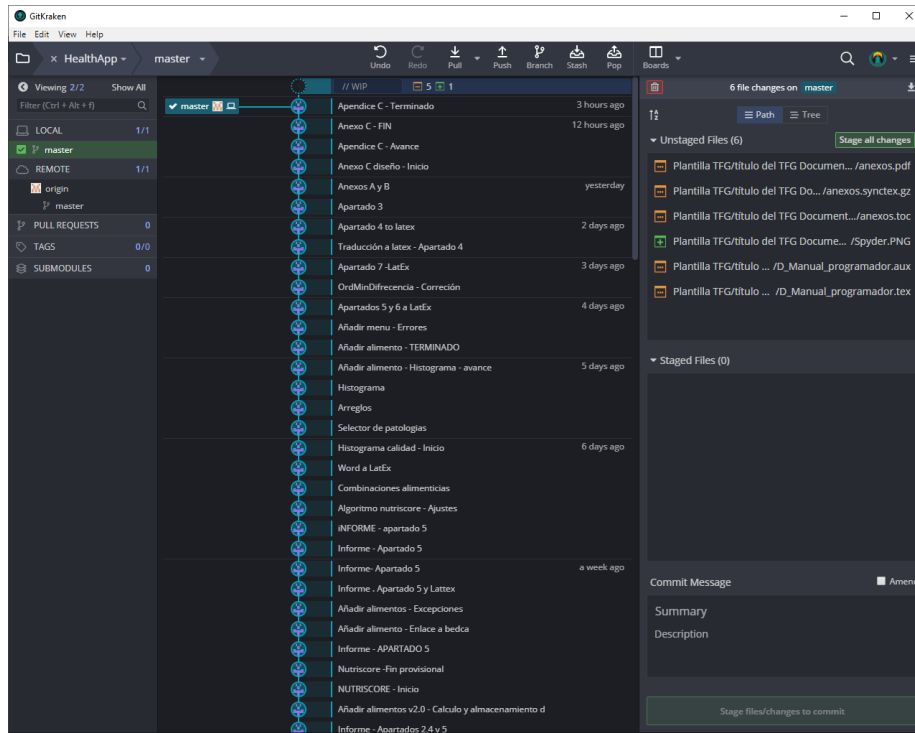 GitKraken
File Edit View Help
× HealthApp
master
Undo
Redo
Pull
Push
Branch
Stash
Pop
Boards
Viewing 2/2 Show All
Filter (Ctrl + Alt + f)
LOCAL 1/1
master
REMOTE 1/1
origin
master
PULL REQUESTS 0
TAGS 0/0
SUBMODULES 0
// WIP 5 1
master
Apendice C - Terminado 3 hours ago
Anexo C - FIN 12 hours ago
Apendice C - Avance
Anexo C diseño - Inicio
Anexos A y B yesterday
Apartado 3
Apartado 4 to latex 2 days ago
Traducción a latex - Apartado 4
Apartado 7 -LatEx 3 days ago
OrdMinDifrecencia - Correción
Apartados 5 y 6 a LatEx 4 days ago
Añadir menu - Errores
Añadir alimento - TERMINADO
Añadir alimento - Histograma - avance 5 days ago
Histograma
Arreglos
Selector de patologias
Histograma calidad - Inicio 6 days ago
Word a LatEx
Combinaciones alimenticias
Algoritmo nutriscore - Ajustes
iNFORME - apartado 5
Informe - Apartado 5
Informe- Apartado 5 a week ago
Informe . Apartado 5 y Lattex
Añadir alimentos - Excepciones
Añadir alimento - Enlace a bedca
Informe - APARTADO 5
Nutriscore -Fin provisional
NUTRISCORE - Inicio
Añadir alimentos v2.0 - Calculo y almacenamiento d
Informe - Apartados 2.4 y 5
6 file changes on master
Path Tree
Unstaged Files (6) Stage all changes
Plantilla TFG/título del TFG Documen... /anexos.pdf
Plantilla TFG/título del TFG Do... /anexos.synctex.gz
Plantilla TFG/título del TFG Document.../anexos.toc
Plantilla TFG/título del TFG Docume... /Spyder.PNG
Plantilla TFG/título ... /D_Manual_programador.aux
Plantilla TFG/título ... /D_Manual_programador.tex
Staged Files (0)
Commit Message Amend
Summary
Description
Stage files/changes to commit